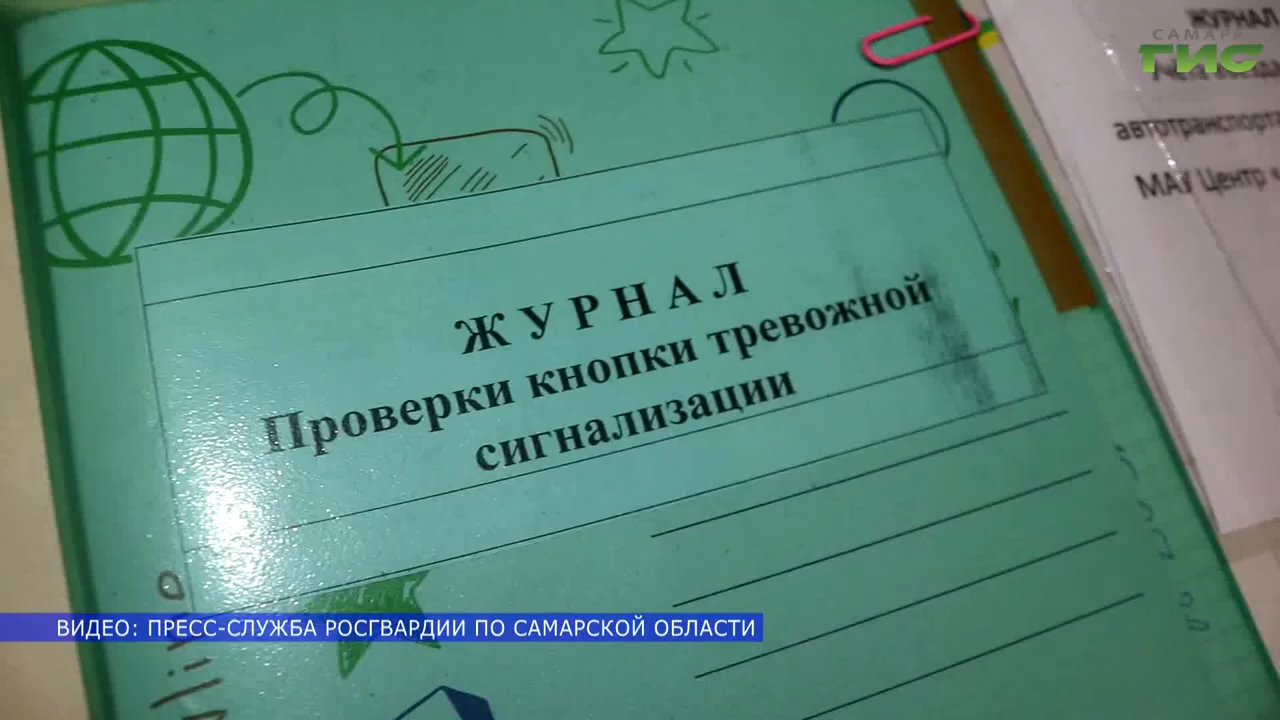 ЖУРНАЛ
САМАРА
ГИС
автотранспорта
МАУ Центр «
ЖУРНАЛ
Проверки кнопки тревожной
сигнализации
ВИДЕО: ПРЕСС-СЛУЖБА РОСГВАРДИИ ПО САМАРСКОЙ ОБЛАСТИ